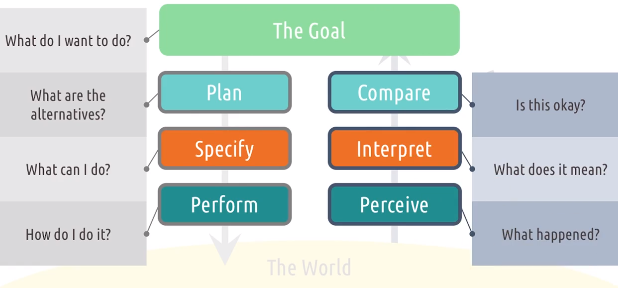 What do I want to do?
The Goal
What are the
alternatives?
Plan
Compare
Is this okay?
What can I do?
Specify
Interpret
What does it mean?
How do I do it?
Perform
Perceive
What happened?
The World